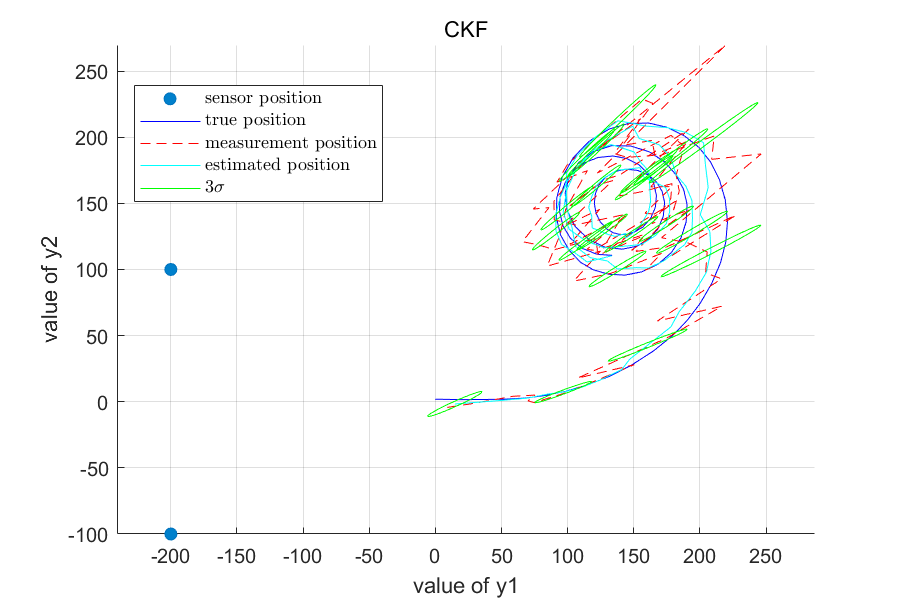 CKF
sensor position
true position
measurement position
estimated position
3σ
value of y2
250
200
150
100
50
0
-50
-100
-200
-150
-100
-50
0
50
100
150
200
250
value of y1